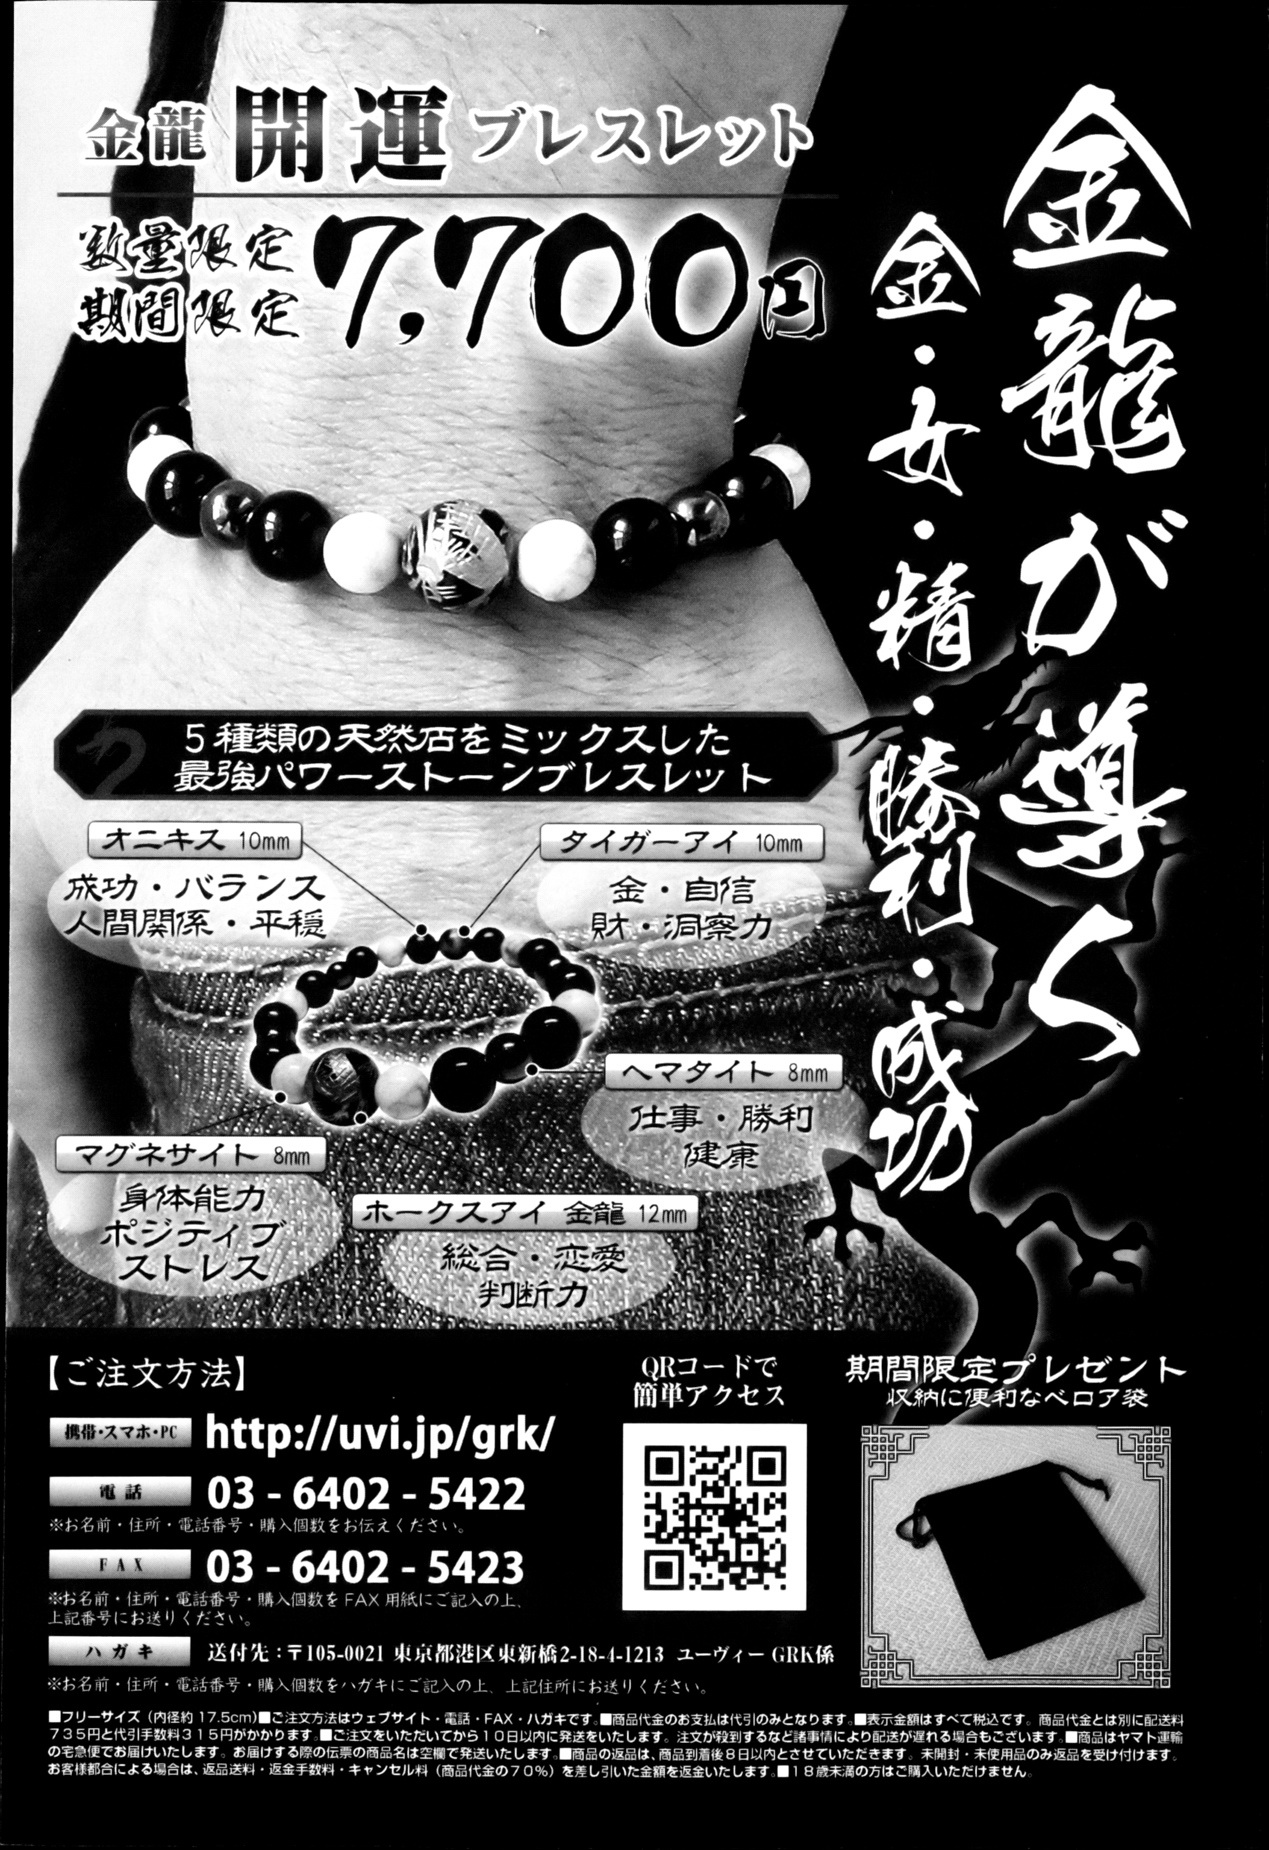 金龍が導く
金・女・精・勝利・成功
金龍 開運 ブレスレット
数量限定
期間限定
7,700円
5種類の天然石をミックスした
最強パワーストーンブレスレット
オニキス 10mm
成功・バランス
人間関係・平穏
タイガーアイ 10mm
金・自信
財・洞察力
ヘマタイト 8mm
仕事・勝利
健康
マグネサイト 8mm
身体能力
ポジティブ
ストレス
ホークスアイ 金龍 12mm
総合・恋愛
判断力
【ご注文方法】
携帯・スマホ・PC http://uvi.jp/grk/
電話 03-6402-5422
※お名前・住所・電話番号・購入個数をお伝えください。
FAX 03-6402-5423
※お名前・住所・電話番号・購入個数をFAX用紙にご記入の上、
上記番号にお送りください。
ハガキ 送付先：〒105-0021 東京都港区東新橋2-18-4-1213 ユーヴィー GRK係
※お名前・住所・電話番号・購入個数をハガキにご記入の上、上記住所にお送りください。
QRコードで
簡単アクセス
期間限定プレゼント
収納に便利なベロア袋
■フリーサイズ（内径約17.5cm）■ご注文方法はウェブサイト・電話・FAX・ハガキです。■商品代金のお支払は代引のみとなります。■表示金額はすべて税込です。商品代金とは別に配送料
735円と代引手数料315円がかかります。■ご注文をいただいてから10日以内に発送をいたします。注文が殺到するなど諸事情により配送が遅れる場合もございます。■商品はヤマト運輸
の宅急便でお届けいたします。お届けする際の伝票の商品名は空欄で発送いたします。■商品の返品は、商品到着後8日以内とさせていただきます。未開封・未使用品のみ返品を受け付けます。
お客様都合による場合は、返品送料・返金手数料・キャンセル料（商品代金の70％）を差し引いた金額を返金いたします。■18歳未満の方はご購入いただけません。